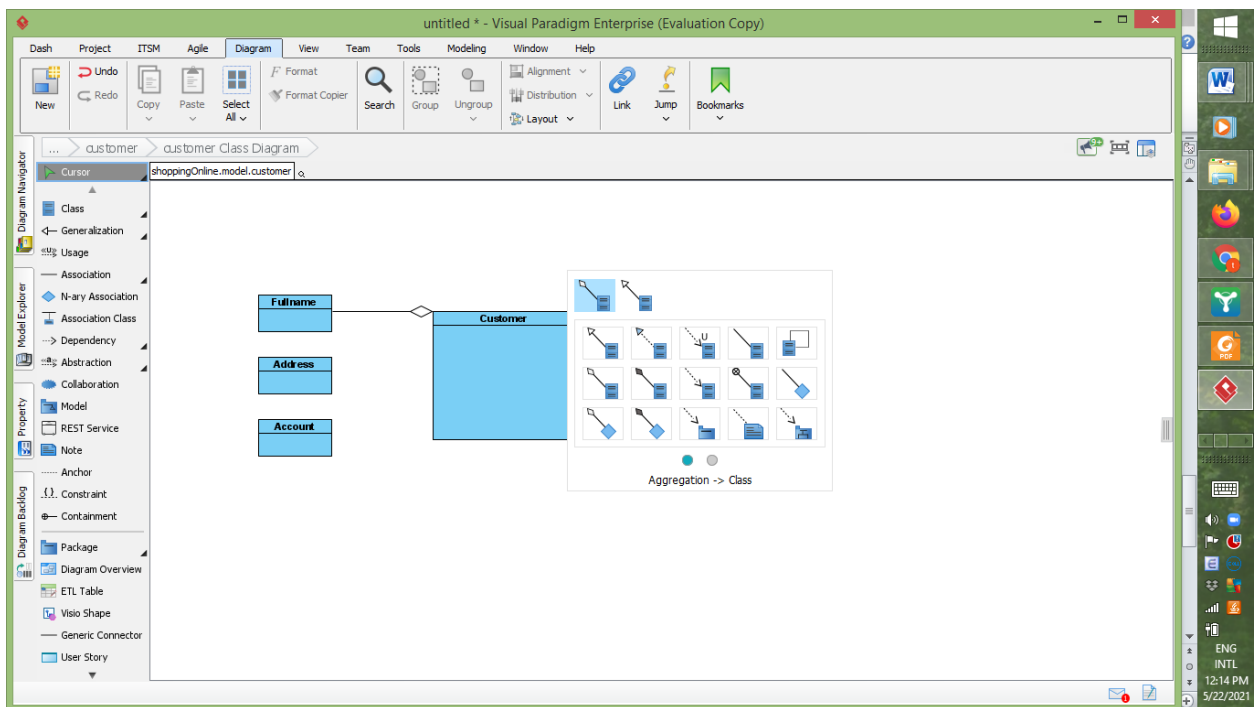 untitled * - Visual Paradigm Enterprise (Evaluation Copy)
Dash Project ITSM Agile Diagram View Team Tools Modeling Window Help
New
Undo
Redo
Copy
Paste
Select All
Format
Format Copier
Search
Group
Ungroup
Alignment
Distribution
Layout
Link
Jump
Bookmarks
... customer customer Class Diagram
shoppingOnline.model.customer
Diagram Navigator
Model Explorer
Property
Diagram Backlog
Cursor
Class
Generalization
Usage
Association
N-ary Association
Association Class
Dependency
Abstraction
Collaboration
Model
REST Service
Note
Anchor
Constraint
Containment
Package
Diagram Overview
ETL Table
Visio Shape
Generic Connector
User Story
Fullname
Address
Account
Customer
U
Aggregation -> Class
W
PDF
ENG
INTL
12:14 PM
5/22/2021